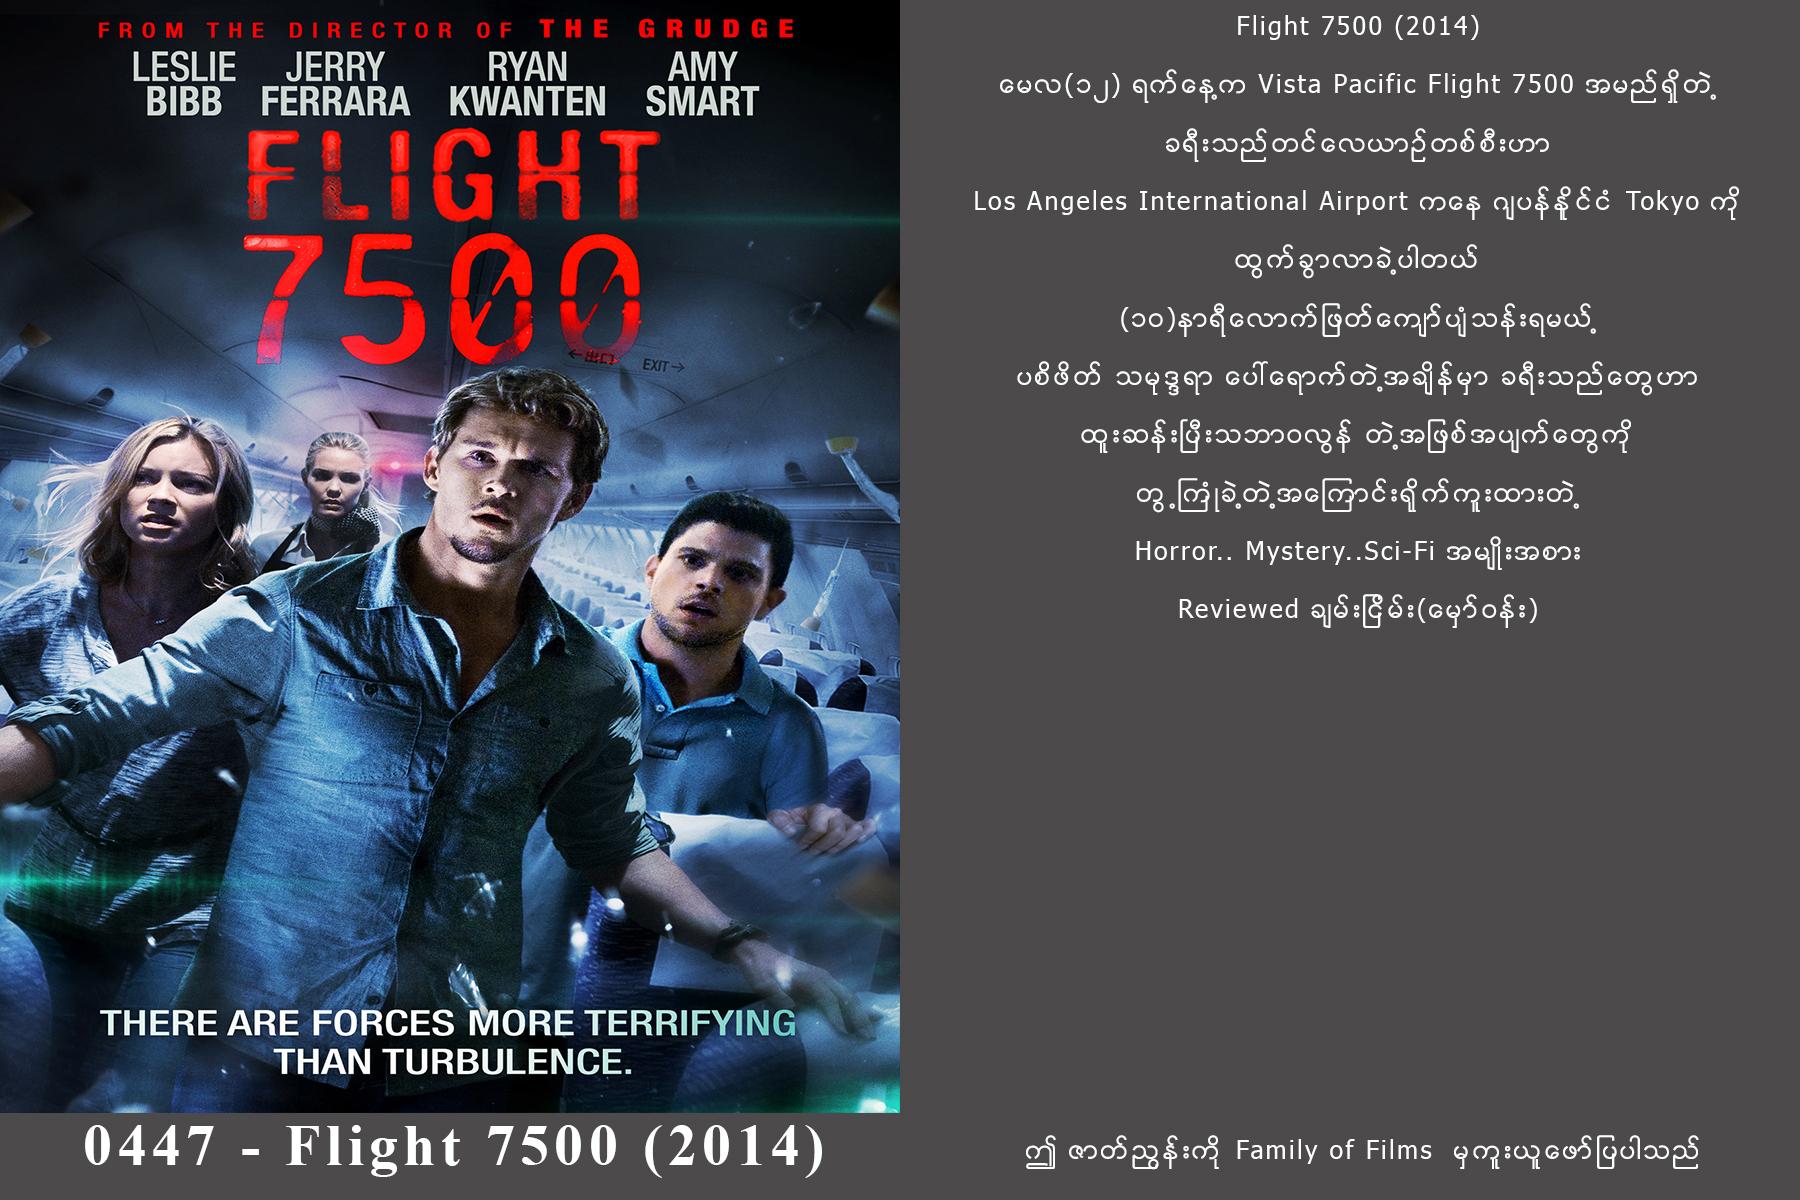 FROM THE DIRECTOR OF THE GRUDGE
LESLIE BIBB JERRY FERRARA RYAN KWANTEN AMY SMART
FLIGHT
7500
← 出口 EXIT →
THERE ARE FORCES MORE TERRIFYING
THAN TURBULENCE.
0447 - Flight 7500 (2014)
Flight 7500 (2014)
မေလ(၁၂) ရက်နေ့က Vista Pacific Flight 7500 အမည်ရှိတဲ့
ခရီးသည်တင်လေယာဉ်တစ်စီးဟာ
Los Angeles International Airport ကနေ ဂျပန်နိူင်ငံ Tokyo ကို
ထွက်ခွာလာခဲ့ပါတယ်
(၁၀)နာရီလောက်ဖြတ်ကျော်ပျံသန်းရမယ့်
ပစိဖိတ် သမုဒ္ဒရာ ပေါ်ရောက်တဲ့အချိန်မှာ ခရီးသည်တွေဟာ
ထူးဆန်းပြီးသဘာဝလွန် တဲ့အဖြစ်အပျက်တွေကို
တွ့ကြုံခဲ့တဲ့အကြောင်းရိူက်ကူးထားတဲ့
Horror.. Mystery..Sci-Fi အမျိုးအစား
Reviewed ချမ်းငြိမ်း(မှော်ဝန်း)
ဤ ဇာတ်ညွှန်းကို Family of Films မှကူးယူဖော်ပြပါသည်